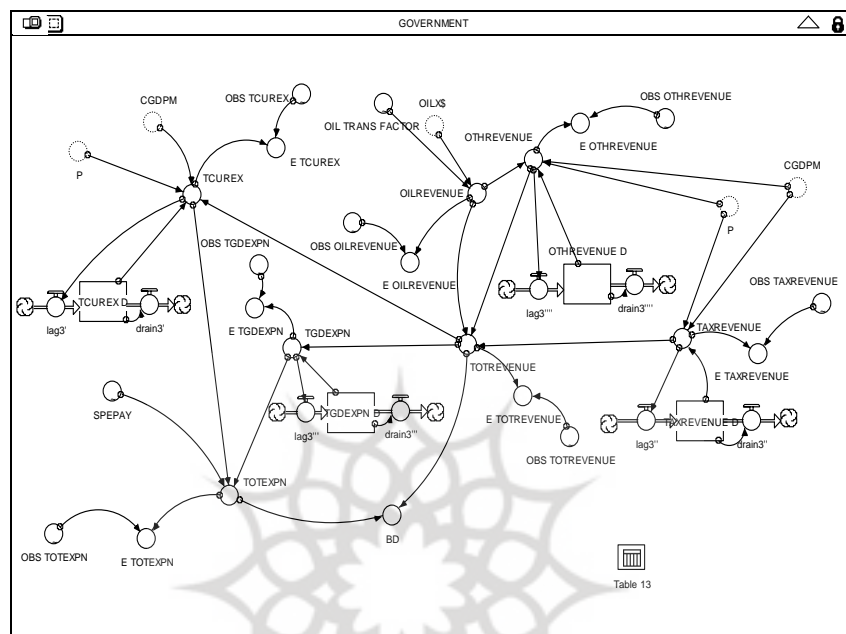 GOVERNMENT
CGDPM
OBS TCUREX
E TCUREX
P
TCUREX
OIL TRANS FACTOR
OILX$
OTHREVENUE
OBS OTHREVENUE
E OTHREVENUE
CGDPM
P
OILREVENUE
OBS OILREVENUE
E OILREVENUE
OBS TGDEXPN
E TGDEXPN
TCUREX D
lag3'
drain3'
OTHREVENUE D
lag3''''
drain3''''
OBS TAXREVENUE
TAXREVENUE
E TAXREVENUE
TGDEXPN
TOTREVENUE
SPEPAY
TGDEXPN D
lag3'''
drain3'''
E TOTREVENUE
OBS TOTREVENUE
TAXREVENUE D
lag3''
drain3''
TOTEXPN
OBS TOTEXPN
E TOTEXPN
BD
Table 13